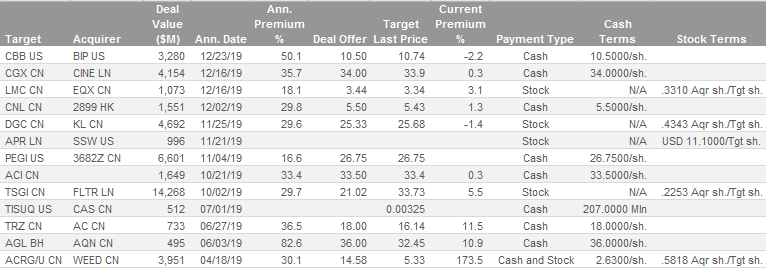 Deal Ann. Target Current
Value Premium Last Price Premium Cash
Target Acquirer ($M) Ann. Date % Deal Offer % Payment Type Terms Stock Terms
CBB US BIP US 3,280 12/23/19 50.1 10.50 10.74 -2.2 Cash 10.5000/sh.
CGX CN CINE LN 4,154 12/16/19 35.7 34.00 33.9 0.3 Cash 34.0000/sh.
LMC CN EQX CN 1,073 12/16/19 18.1 3.44 3.34 3.1 Stock N/A .3310 Aqr sh./Tgt sh.
CNL CN 2899 HK 1,551 12/02/19 29.8 5.50 5.43 1.3 Cash 5.5000/sh.
DGC CN KL CN 4,692 11/25/19 29.6 25.33 25.68 -1.4 Stock N/A .4343 Aqr sh./Tgt sh.
APR LN SSW US 996 11/21/19 Stock N/A USD 11.1000/Tgt sh.
PEGI US 3682Z CN 6,601 11/04/19 16.6 26.75 26.75 Cash 26.7500/sh.
ACI CN 1,649 10/21/19 33.4 33.50 33.4 0.3 Cash 33.5000/sh.
TSGI CN FLTR LN 14,268 10/02/19 29.7 21.02 33.73 5.5 Stock N/A .2253 Aqr sh./Tgt sh.
TISUQ US CAS CN 512 07/01/19 0.00325 Cash 207.0000 Mln
TRZ CN AC CN 733 06/27/19 36.5 18.00 16.14 11.5 Cash 18.0000/sh.
AGL BH AQN CN 495 06/03/19 82.6 36.00 32.45 10.9 Cash 36.0000/sh.
ACRG/U CN WEED CN 3,951 04/18/19 30.1 14.58 5.33 173.5 Cash and Stock 2.6300/sh. .5818 Aqr sh./Tgt sh.